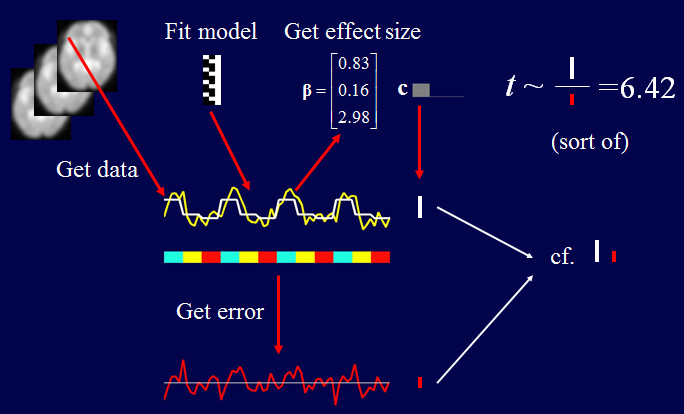 Fit model
Get effect size
β = [0.83
0.16
2.98]
c
t ~ =6.42
(sort of)
Get data
cf.
Get error